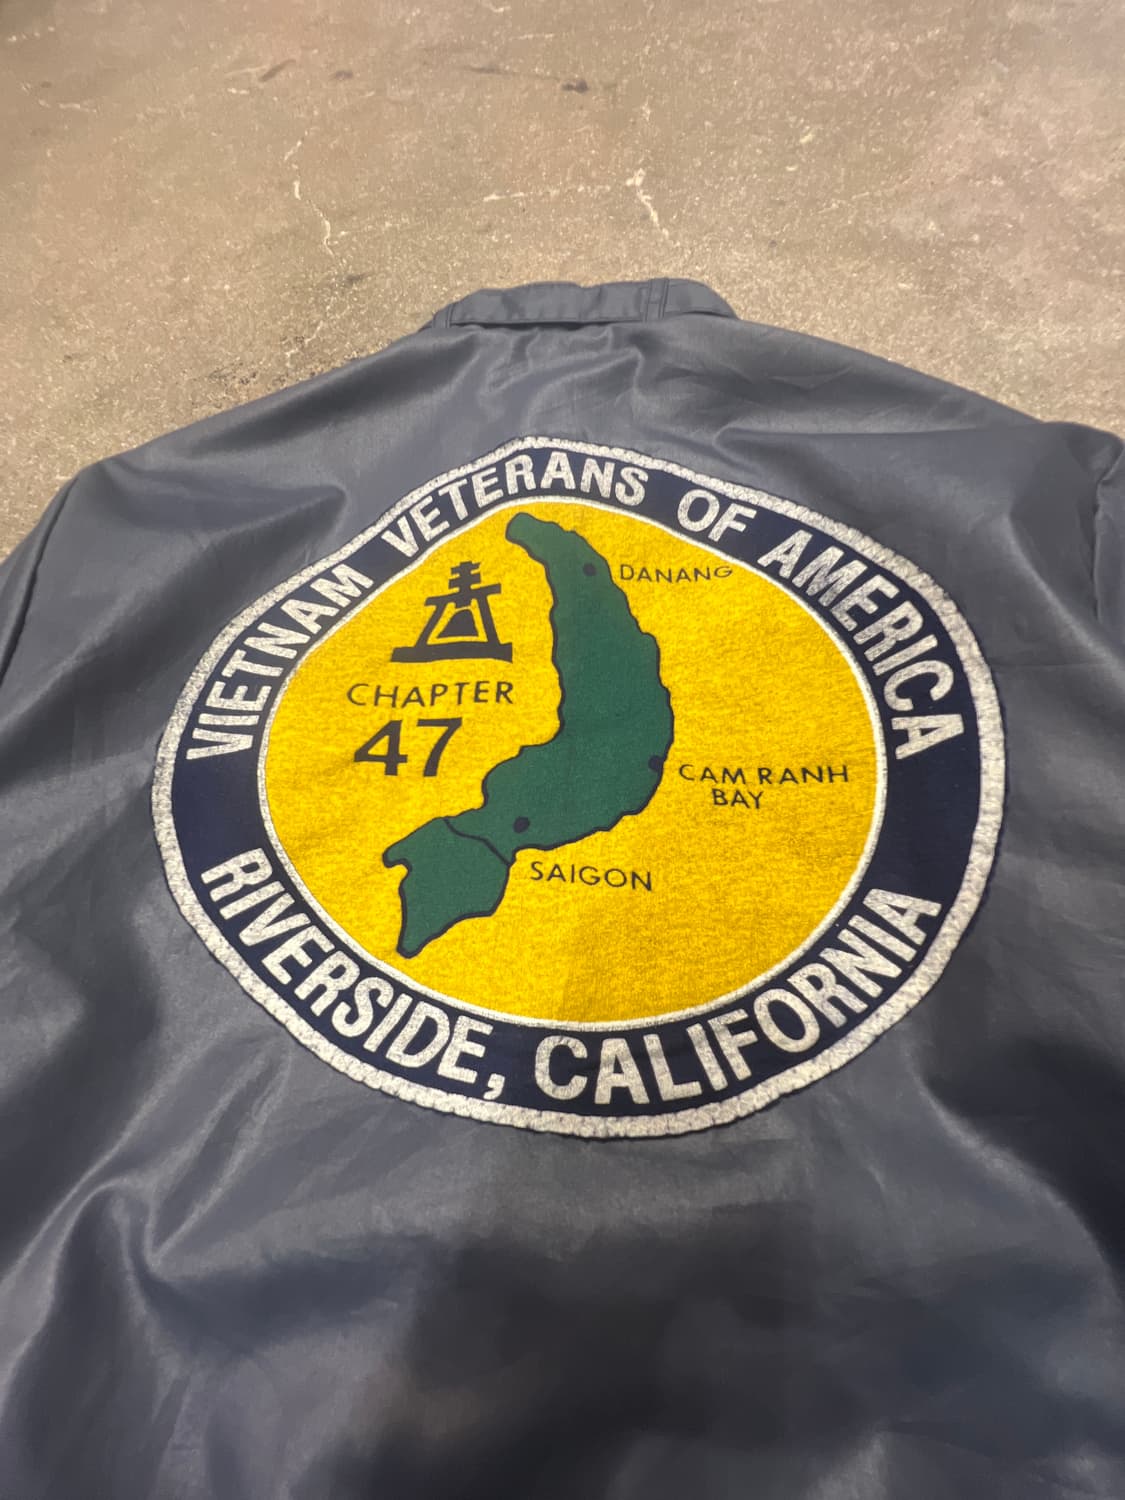 VIETNAM VETERANS OF AMERICA
DANANG
CHAPTER
47
CAM RANH
BAY
SAIGON
RIVERSIDE, CALIFORNIA